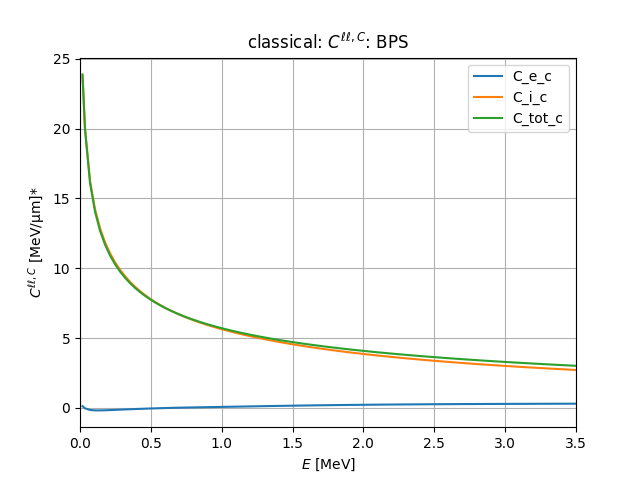 classical: $C^{\ell\ell,C}$: BPS
25
20
15
10
5
0
$C^{\ell\ell,C}$ [MeV/μm]*
C_e_c
C_i_c
C_tot_c
0.0 0.5 1.0 1.5 2.0 2.5 3.0 3.5
E [MeV]